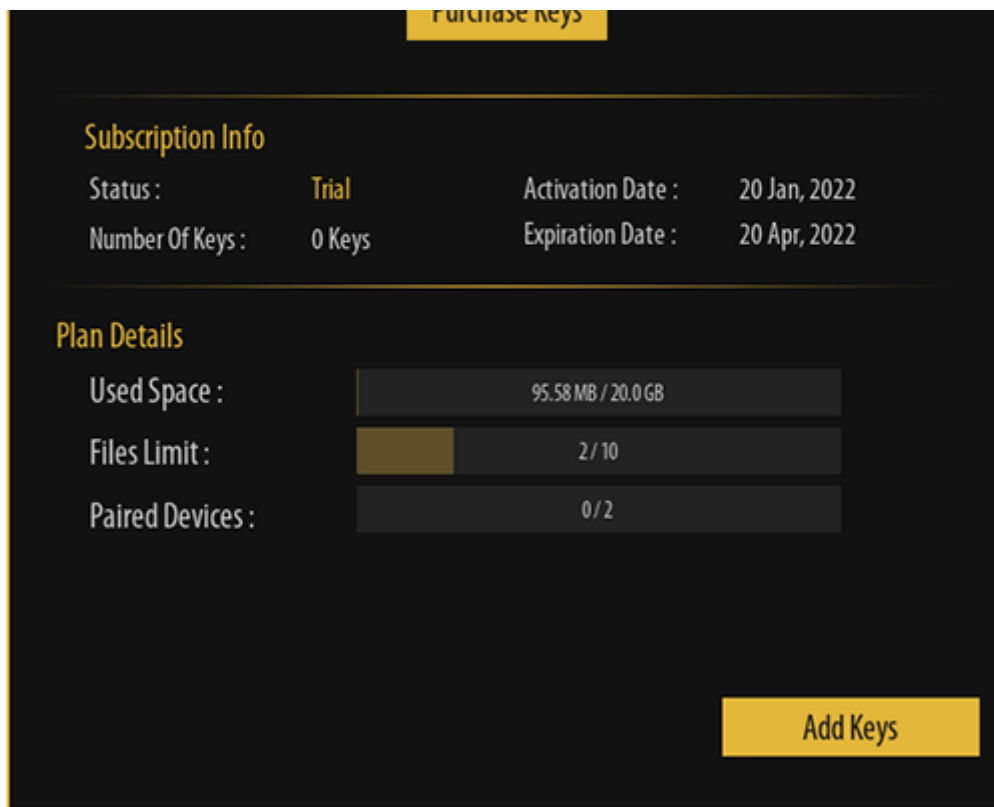 Purchase Keys
Subscription Info
Status : Trial Activation Date : 20 Jan, 2022
Number Of Keys : 0 Keys Expiration Date : 20 Apr, 2022
Plan Details
Used Space : 95.58 MB / 20.0 GB
Files Limit : 2 / 10
Paired Devices : 0 / 2
Add Keys